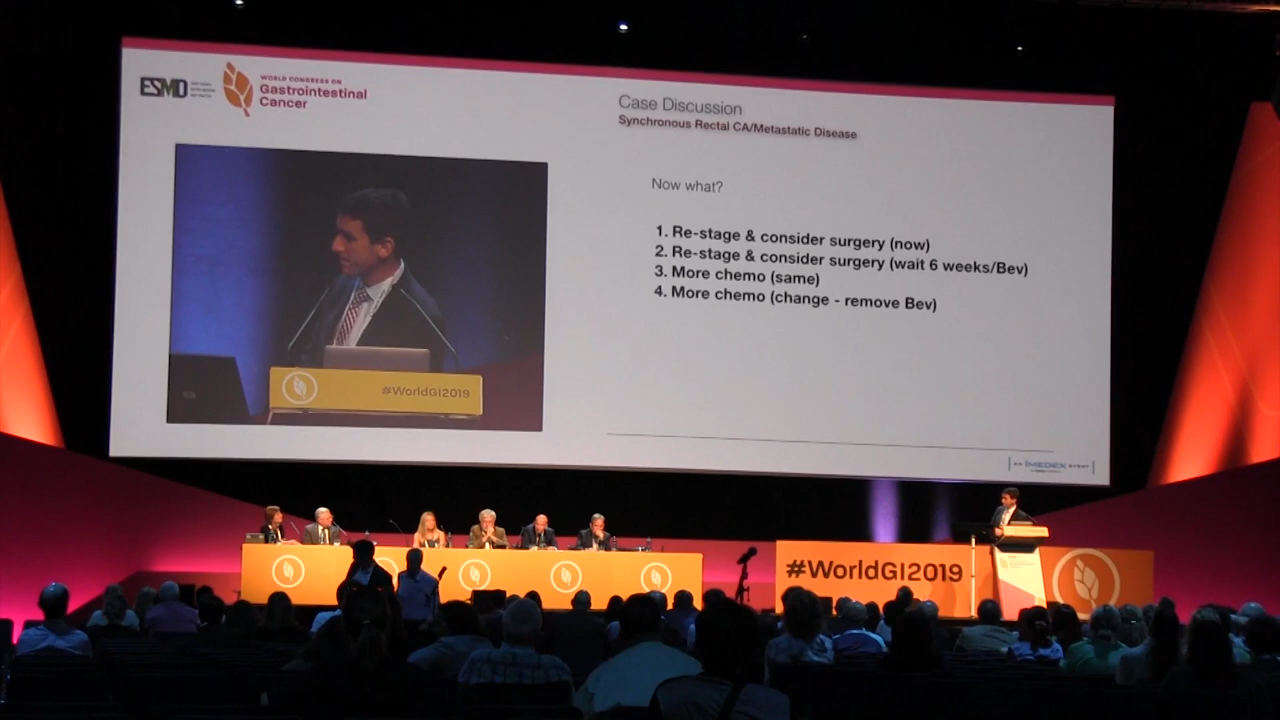 ESMO
WORLD CONGRESS ON
Gastrointestinal
Cancer
Case Discussion
Synchronous Rectal CA/Metastatic Disease
Now what?
1. Re-stage & consider surgery (now)
2. Re-stage & consider surgery (wait 6 weeks/Bev)
3. More chemo (same)
4. More chemo (change - remove Bev)
#WorldGI2019
AN IMEDEX EVENT
#WorldGI2019